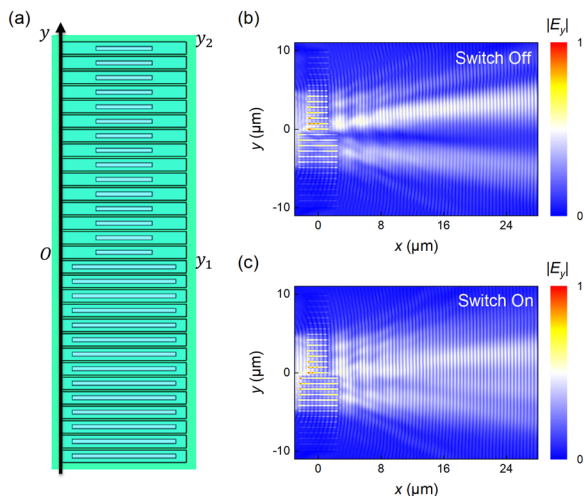 (a)
y
y2
O
y1
(b)
|Ey|
Switch Off
10
0
-10
y (μm)
0
8
16
24
x (μm)
1
0
(c)
|Ey|
Switch On
10
0
-10
y (μm)
0
8
16
24
x (μm)
1
0